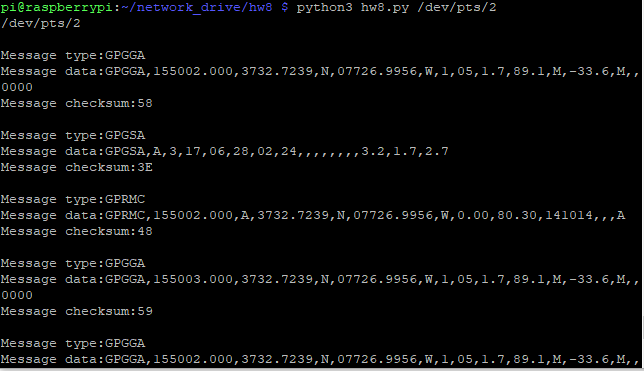 pi@raspberrypi:~/network_drive/hw8 $ python3 hw8.py /dev/pts/2
/dev/pts/2
Message type:GPGGA
Message data:GPGGA,155002.000,3732.7239,N,07726.9956,W,1,05,1.7,89.1,M,-33.6,M,,
0000
Message checksum:58
Message type:GPGSA
Message data:GPGSA,A,3,17,06,28,02,24,,,,,,,,3.2,1.7,2.7
Message checksum:3E
Message type:GPRMC
Message data:GPRMC,155002.000,A,3732.7239,N,07726.9956,W,0.00,80.30,141014,,,A
Message checksum:48
Message type:GPGGA
Message data:GPGGA,155003.000,3732.7239,N,07726.9956,W,1,05,1.7,89.1,M,-33.6,M,,
0000
Message checksum:59
Message type:GPGGA
Message data:GPGGA,155002.000,3732.7239,N,07726.9956,W,1,05,1.7,89.1,M,-33.6,M,,